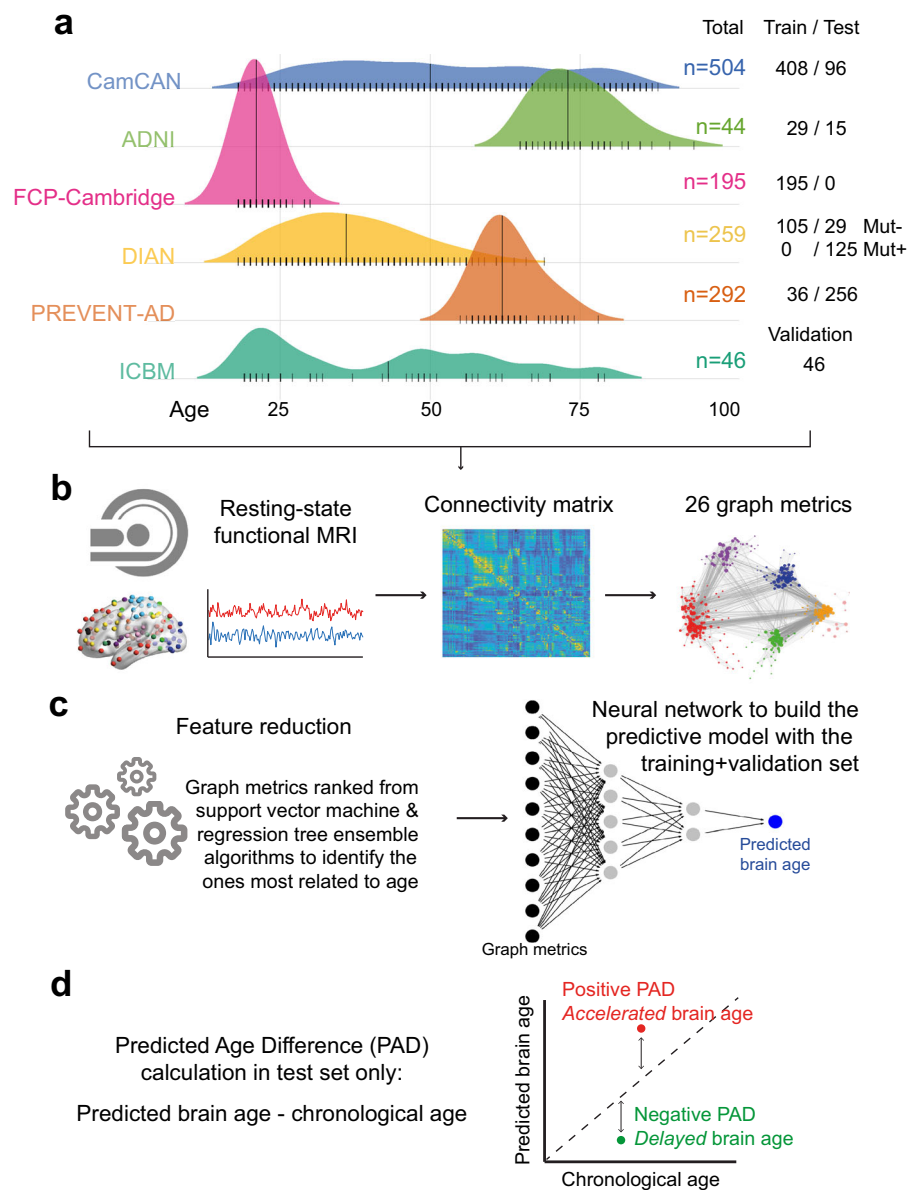 a
Total Train / Test
CamCAN n=504 408 / 96
ADNI n=44 29 / 15
FCP-Cambridge n=195 195 / 0
DIAN n=259 105 / 29 Mut-
0 / 125 Mut+
PREVENT-AD n=292 36 / 256
Validation
ICBM n=46 46
Age 25 50 75 100
b
Resting-state
functional MRI
Connectivity matrix
26 graph metrics
c
Feature reduction
Graph metrics ranked from
support vector machine &
regression tree ensemble
algorithms to identify the
ones most related to age
Neural network to build the
predictive model with the
training+validation set
Predicted
brain age
Graph metrics
d
Predicted Age Difference (PAD)
calculation in test set only:
Predicted brain age - chronological age
Predicted brain age
Positive PAD
Accelerated brain age
Negative PAD
Delayed brain age
Chronological age